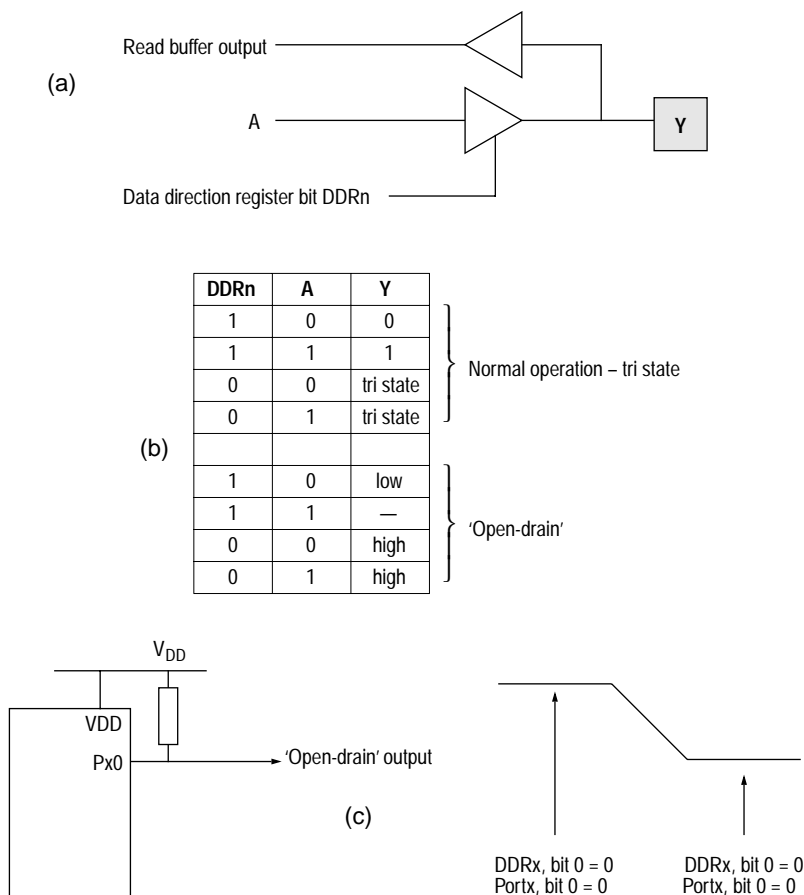 (a)
Read buffer output
A
Y
Data direction register bit DDRn
(b)
DDRn A Y
1 0 0
1 1 1
0 0 tri state
0 1 tri state
Normal operation – tri state
1 0 low
1 1 —
0 0 high
0 1 high
'Open-drain'
(c)
VDD
VDD
Px0
'Open-drain' output
DDRx, bit 0 = 0
Portx, bit 0 = 0
DDRx, bit 0 = 0
Portx, bit 0 = 0